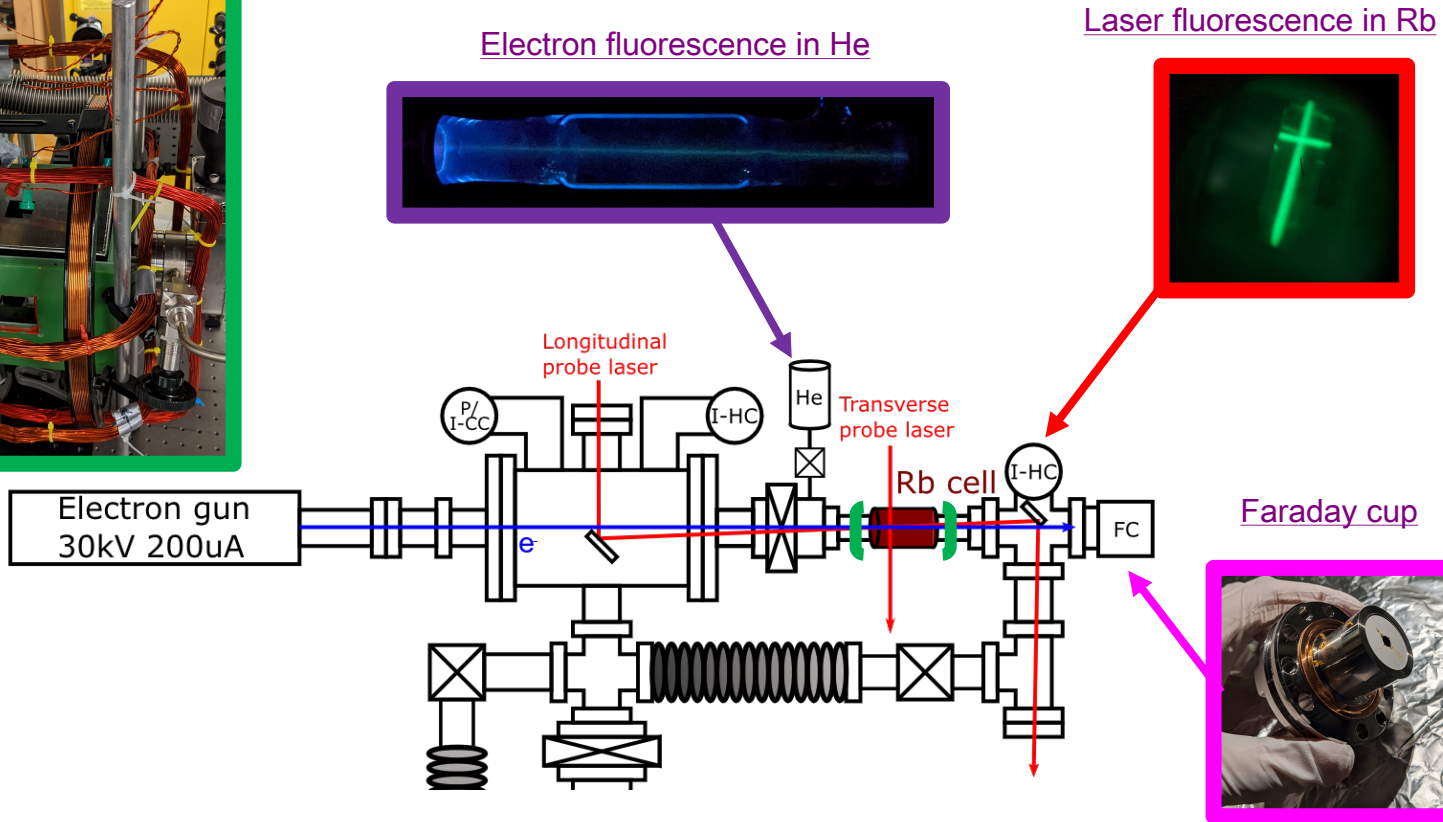 Laser fluorescence in Rb
Electron fluorescence in He
Longitudinal
probe laser
P/
I-CC
I-HC
He
Transverse
probe laser
Rb cell
I-HC
Electron gun
30kV 200uA
e-
FC
Faraday cup